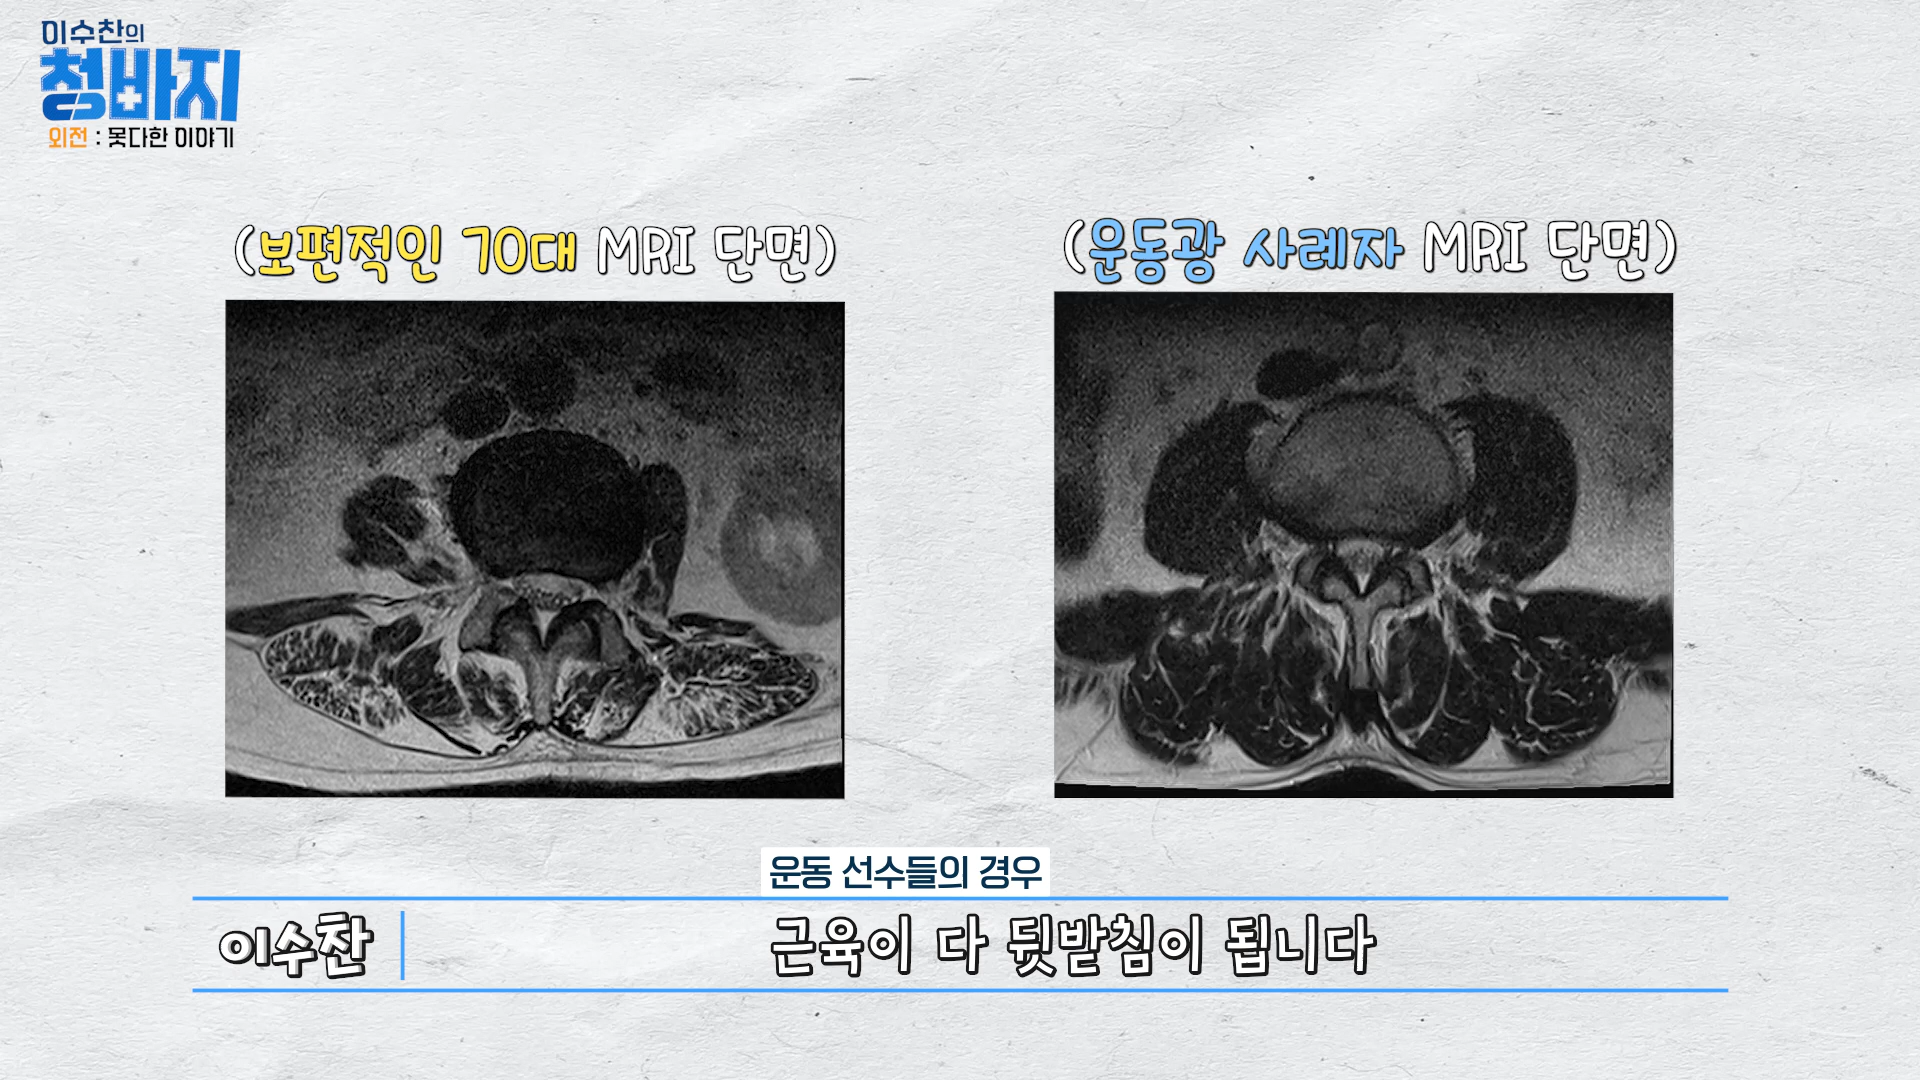 이수찬의
청바지
외전 : 못다한 이야기
(보편적인 70대 MRI 단면)
(운동광 사례자 MRI 단면)
운동 선수들의 경우
이수찬
근육이 다 뒷받침이 됩니다